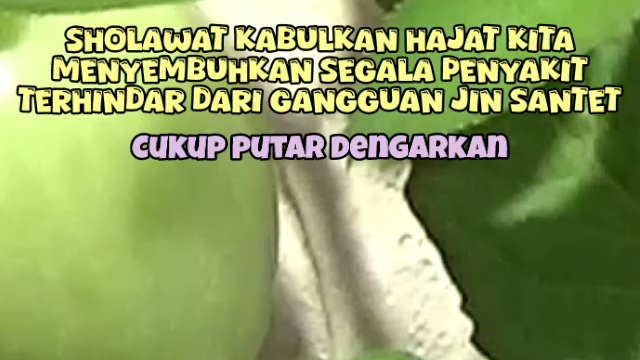 SHOLAWAT KABULKAN HAJAT KITA
MENYEMBUHKAN SEGALA PENYAKIT
TERHINDAR DARI GANGGUAN JIN SANTET
CUKUP PUTAR DENGARKAN